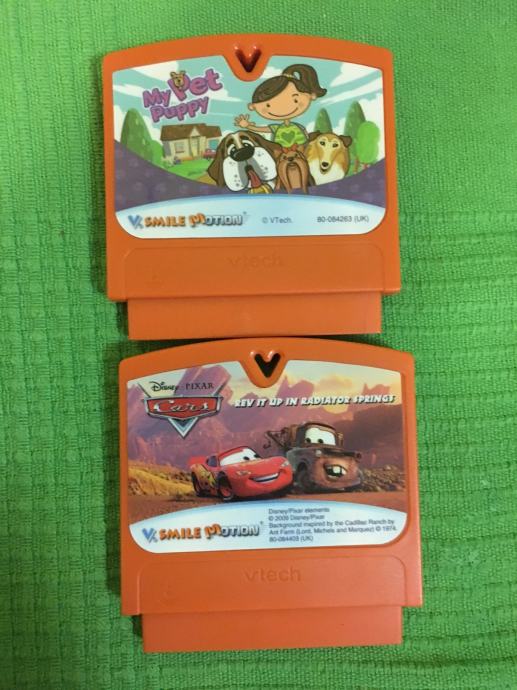 My Pet
Puppy
V.SMILE MOTION
© VTech.
80-084263 (UK)
vtech
Disney · PIXAR
Cars
REV IT UP IN RADIATOR SPRINGS
Disney/Pixar elements
© 2009 Disney/Pixar
Background inspired by the Cadillac Ranch by
Ant Farm (Lord, Michels and Marquez) © 1974.
80-084403 (UK)
V.SMILE MOTION
vtech